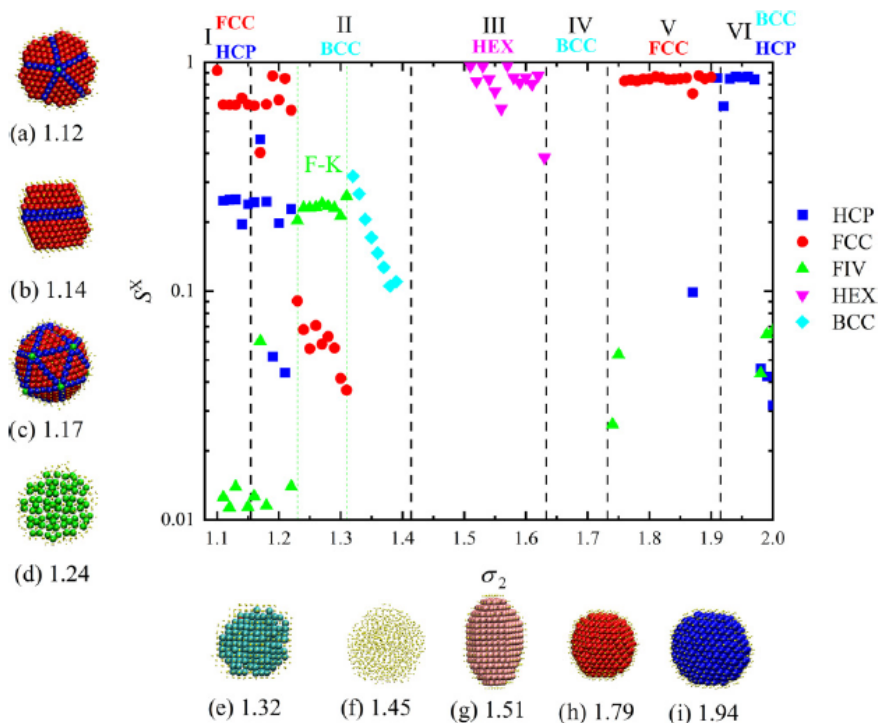 I FCC HCP
II BCC
III HEX
IV BCC
V FCC
VI BCC HCP
(a) 1.12
(b) 1.14
(c) 1.17
(d) 1.24
S^X
1
0.1
0.01
F-K
HCP
FCC
FIV
HEX
BCC
1.1 1.2 1.3 1.4 1.5 1.6 1.7 1.8 1.9 2.0
σ₂
(e) 1.32
(f) 1.45
(g) 1.51
(h) 1.79
(i) 1.94